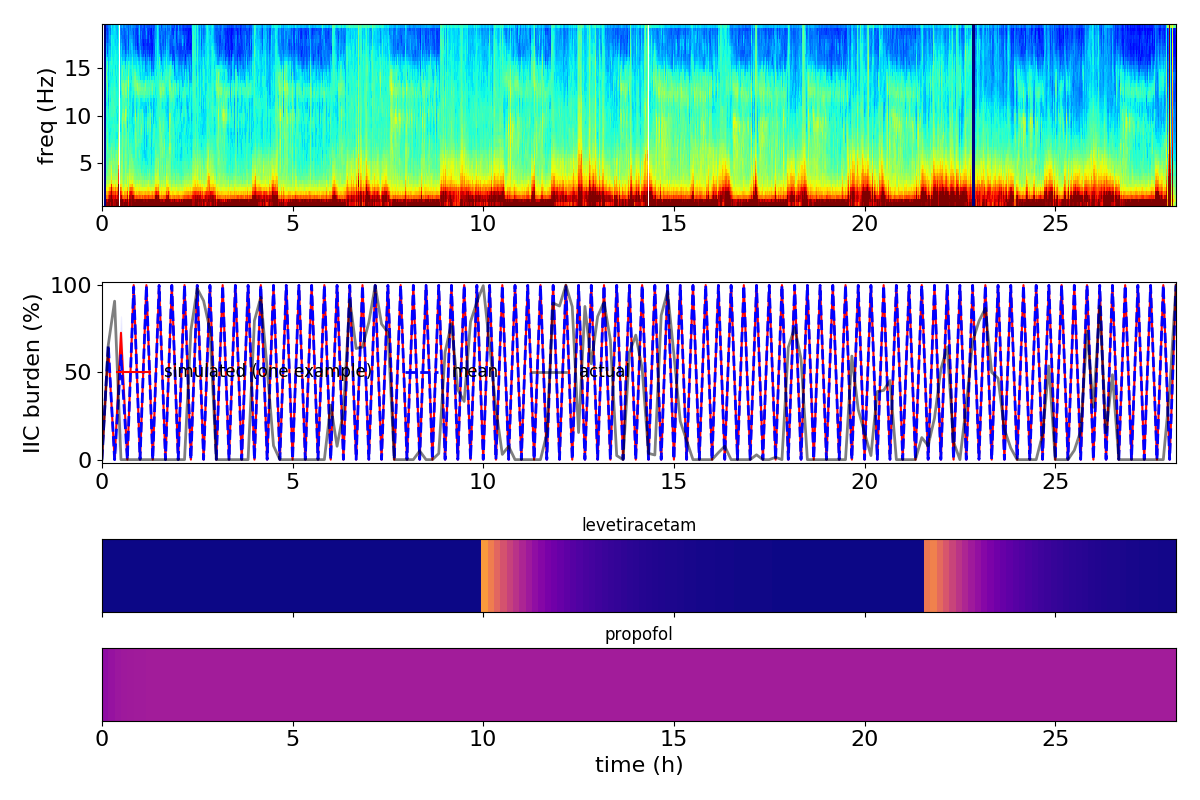 freq (Hz)
15
10
5
0 5 10 15 20 25
IIC burden (%)
100
50
0
simulated (one example) mean actual
0 5 10 15 20 25
levetiracetam
propofol
0 5 10 15 20 25
time (h)